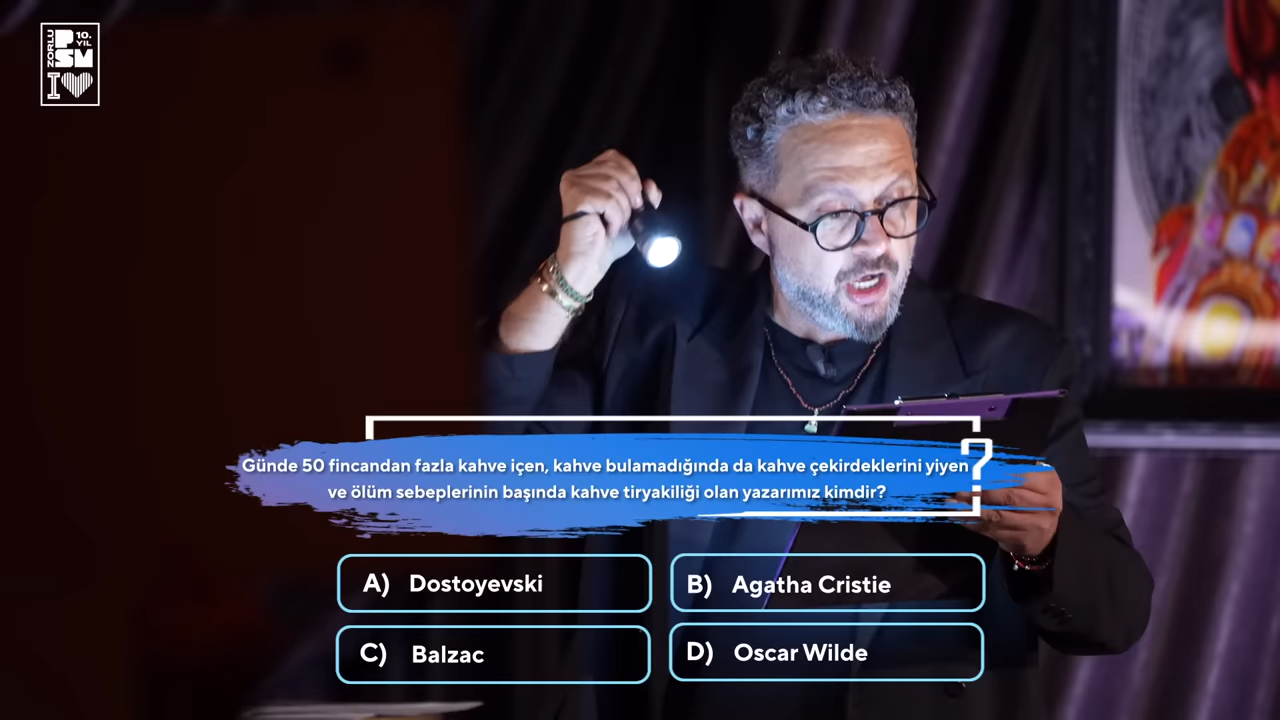 ZORLU
PSM
10.
YIL
I
Günde 50 fincandan fazla kahve içen, kahve bulamadığında da kahve çekirdeklerini yiyen
ve ölüm sebeplerinin başında kahve tiryakiliği olan yazarımız kimdir?
?
A) Dostoyevski
B) Agatha Cristie
C) Balzac
D) Oscar Wilde